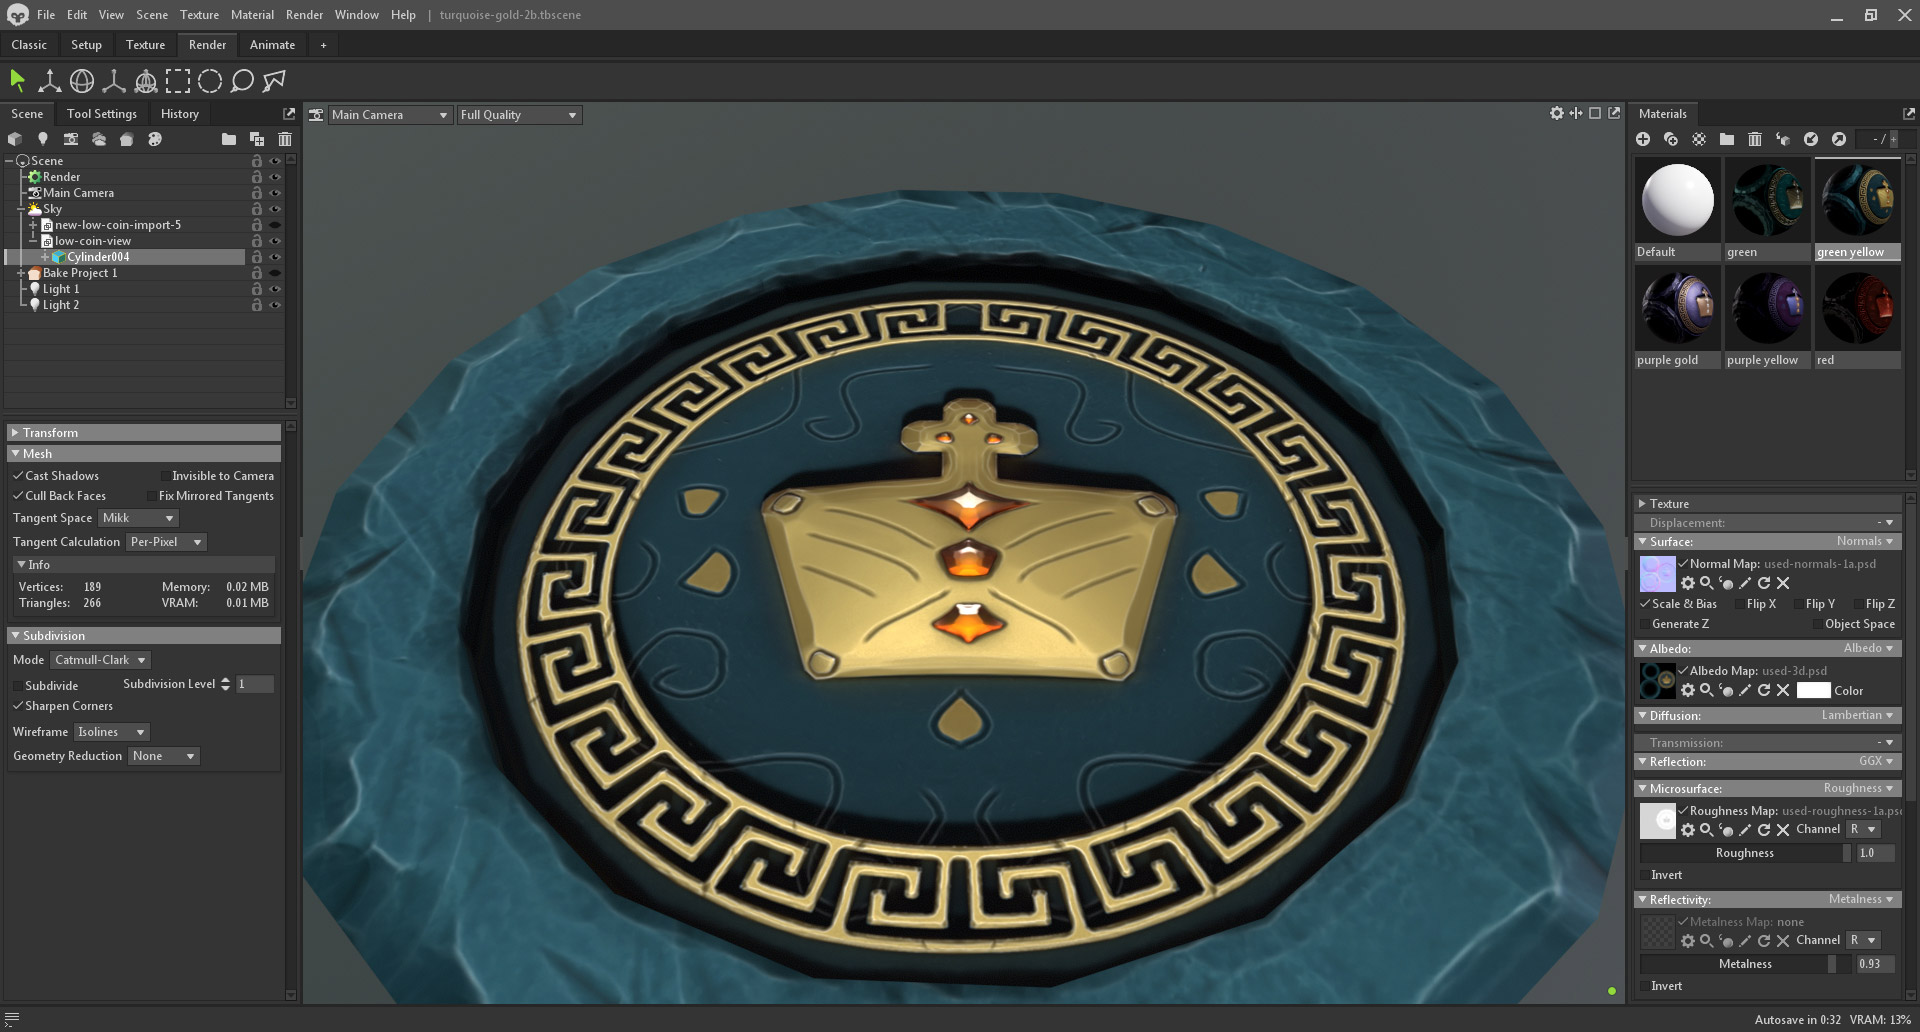 File Edit View Scene Texture Material Render Window Help | turquoise-gold-2b.tbscene
Classic Setup Texture Render Animate +
Scene Tool Settings History
Main Camera Full Quality
Materials
- / +
Scene
Render
Main Camera
Sky
new-low-coin-import-5
low-coin-view
Cylinder004
Bake Project 1
Light 1
Light 2
Transform
Mesh
Cast Shadows Invisible to Camera
Cull Back Faces Fix Mirrored Tangents
Tangent Space Mikk
Tangent Calculation Per-Pixel
Info
Vertices: 189 Memory: 0.02 MB
Triangles: 266 VRAM: 0.01 MB
Subdivision
Mode Catmull-Clark
Subdivide Subdivision Level 1
Sharpen Corners
Wireframe Isolines
Geometry Reduction None
Default green green yellow
purple gold purple yellow red
Texture
Displacement: -
Surface: Normals
Normal Map: used-normals-1a.psd
Scale & Bias Flip X Flip Y Flip Z
Generate Z Object Space
Albedo: Albedo
Albedo Map: used-3d.psd
Color
Diffusion: Lambertian
Transmission: -
Reflection: GGX
Microsurface: Roughness
Roughness Map: used-roughness-1a.psd
Channel R
Roughness 1.0
Invert
Reflectivity: Metalness
Metalness Map: none
Channel R
Metalness 0.93
Invert
Autosave in 0:32 VRAM: 13%